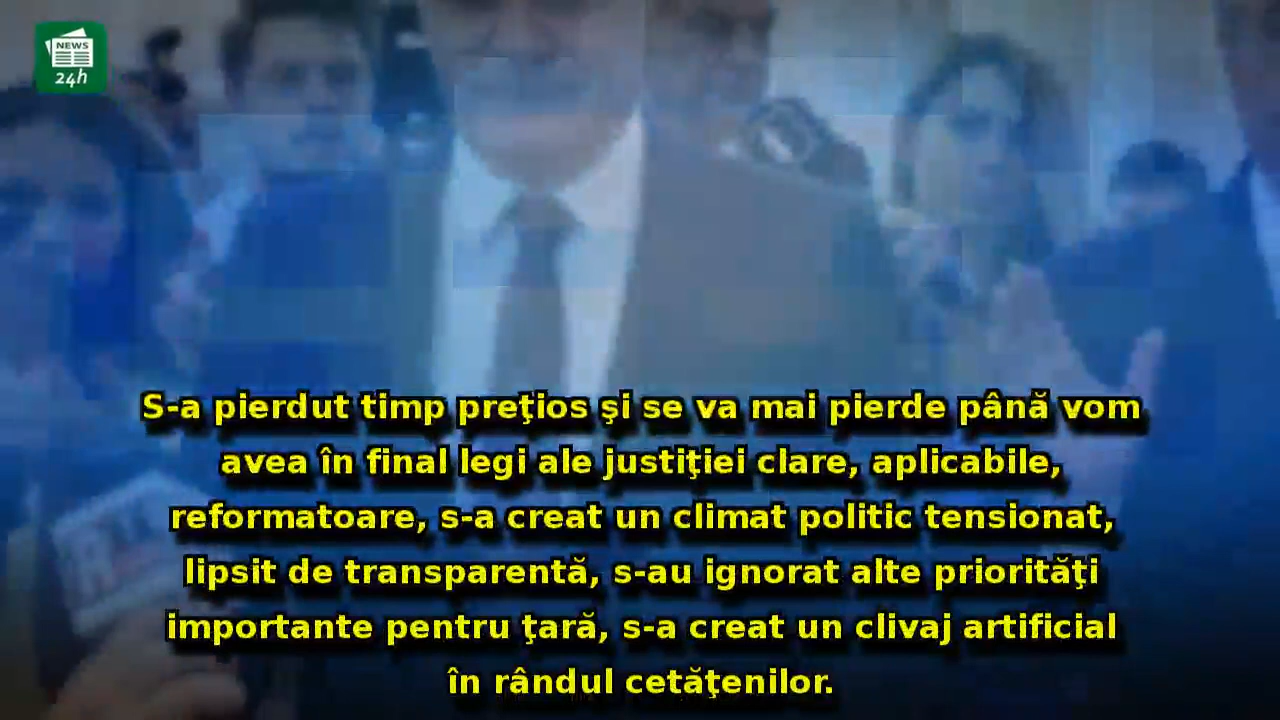 NEWS
24h
S-a pierdut timp preţios şi se va mai pierde până vom
avea în final legi ale justiţiei clare, aplicabile,
reformatoare, s-a creat un climat politic tensionat,
lipsit de transparentă, s-au ignorat alte priorităţi
importante pentru ţară, s-a creat un clivaj artificial
în rândul cetăţenilor.